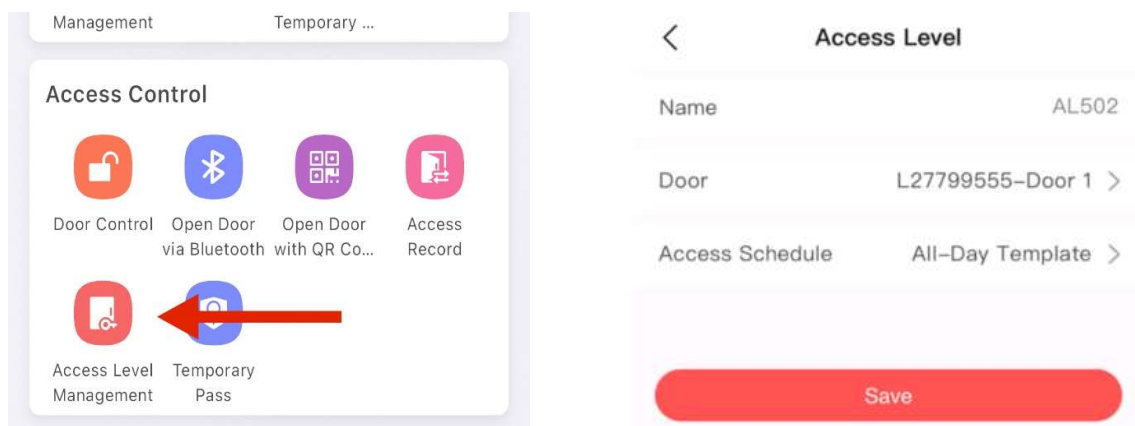 Management
Temporary ...
Access Control
Door Control
Open Door
via Bluetooth
Open Door
with QR Co...
Access
Record
Access Level
Management
Temporary
Pass
Access Level
Name
AL502
Door
L27799555-Door 1
Access Schedule
All-Day Template
Save